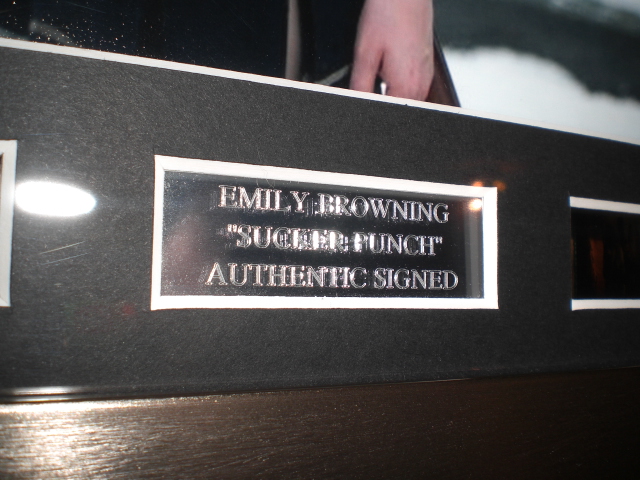 EMILY BROWNING
"SUCKER PUNCH"
AUTHENTIC SIGNED